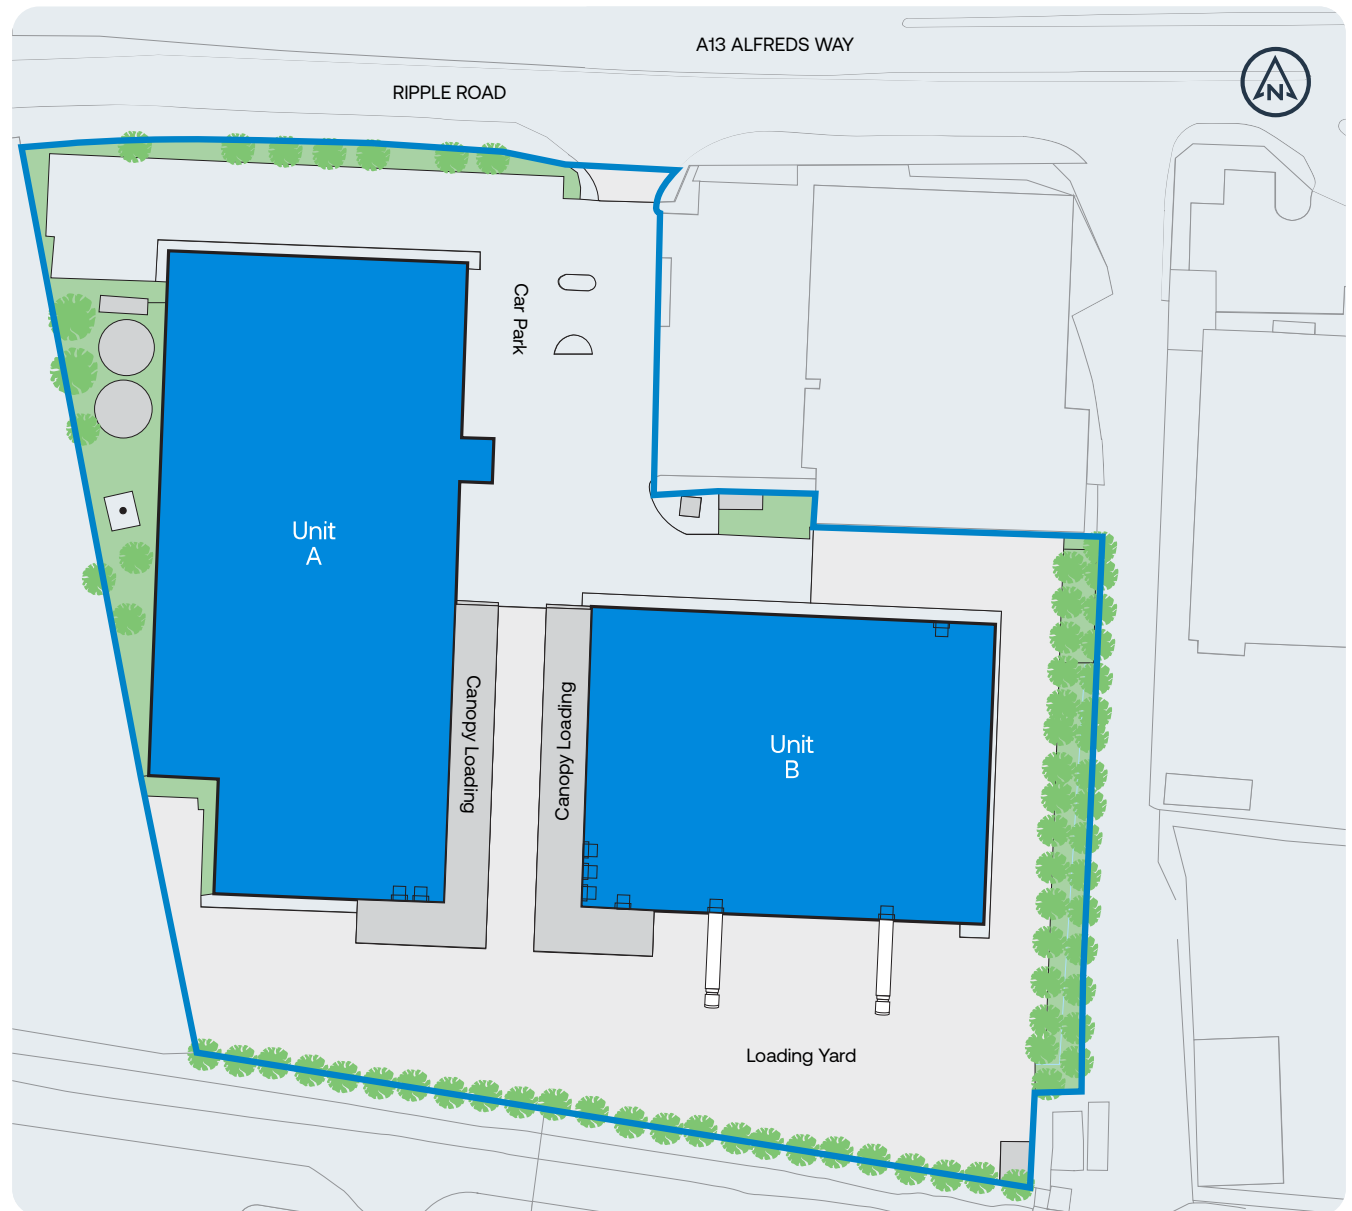 A13 ALFREDS WAY
RIPPLE ROAD
N
Car Park
Unit
A
Canopy Loading
Canopy Loading
Unit
B
Loading Yard